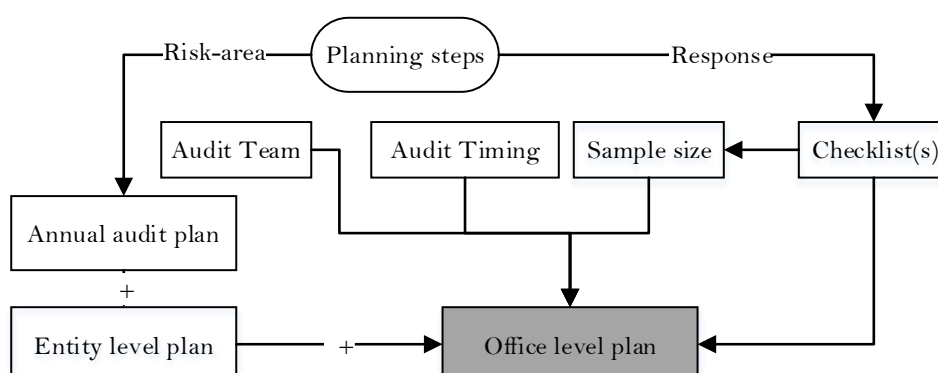 Risk-area
Planning steps
Response
Audit Team
Audit Timing
Sample size
Checklist(s)
Annual audit plan
+
Entity level plan
+
Office level plan